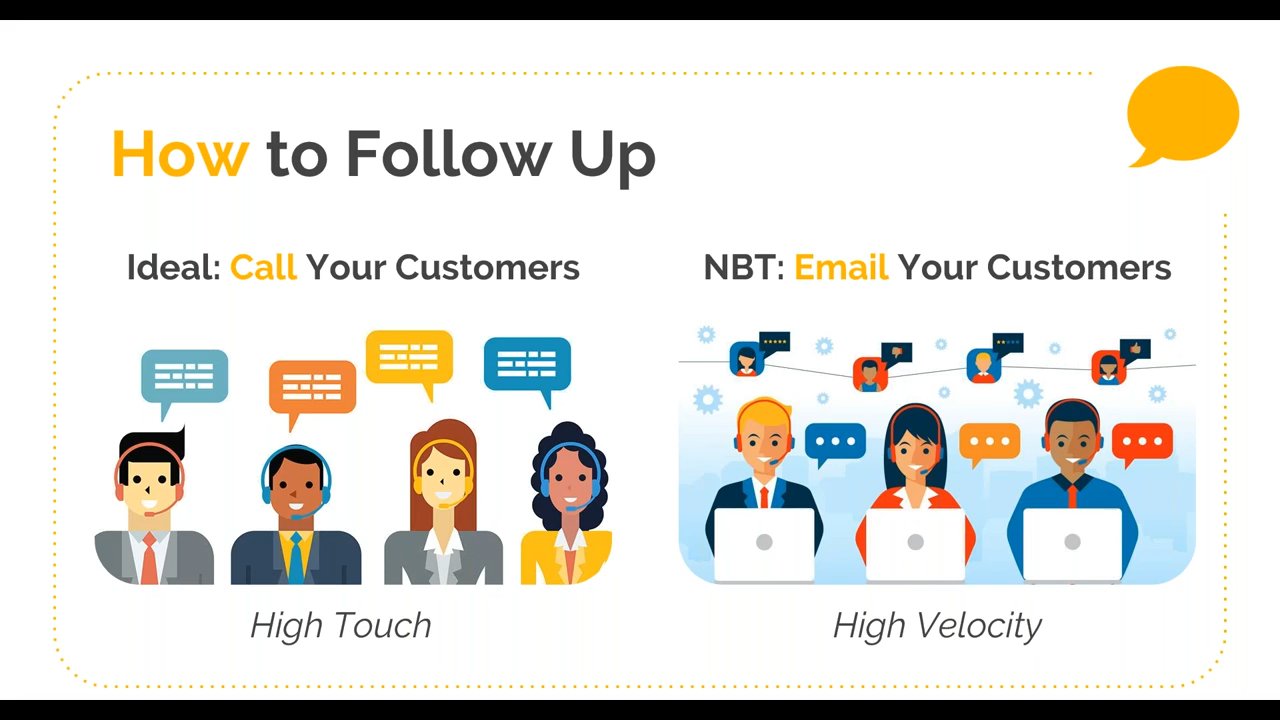 How to Follow Up
Ideal: Call Your Customers
NBT: Email Your Customers
High Touch
High Velocity